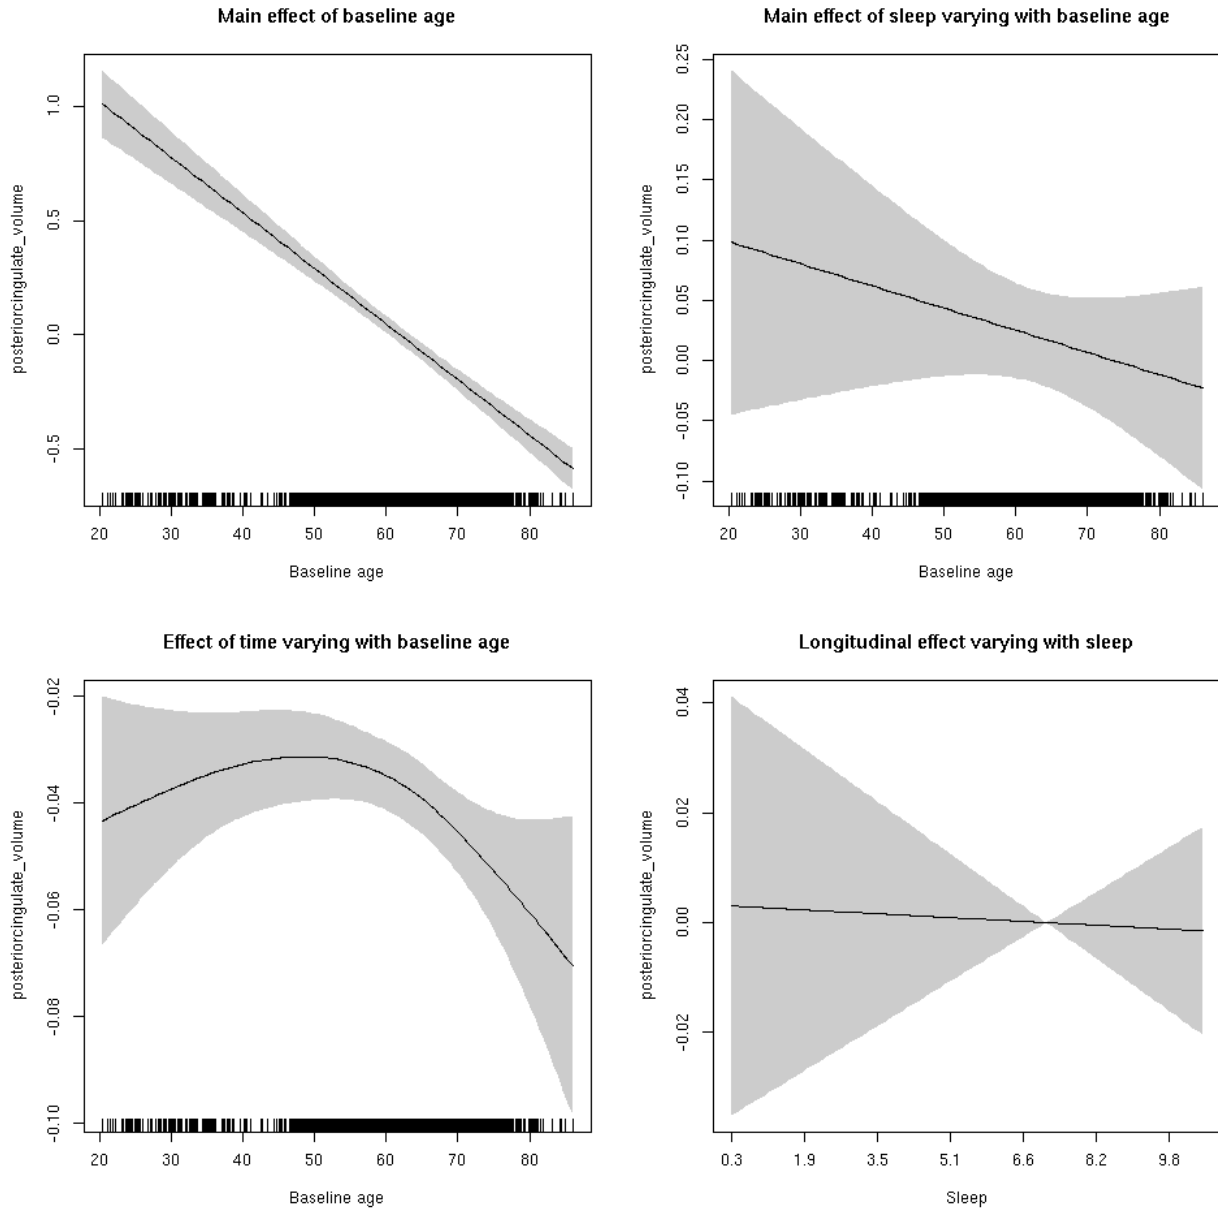 Main effect of baseline age
posteriorcingulate_volume
1.0
0.5
0.0
-0.5
20 30 40 50 60 70 80
Baseline age
Main effect of sleep varying with baseline age
posteriorcingulate_volume
0.25
0.20
0.15
0.10
0.05
0.00
-0.05
-0.10
20 30 40 50 60 70 80
Baseline age
Effect of time varying with baseline age
posteriorcingulate_volume
-0.02
-0.04
-0.06
-0.08
-0.10
20 30 40 50 60 70 80
Baseline age
Longitudinal effect varying with sleep
posteriorcingulate_volume
0.04
0.02
0.00
-0.02
0.3 1.9 3.5 5.1 6.6 8.2 9.8
Sleep